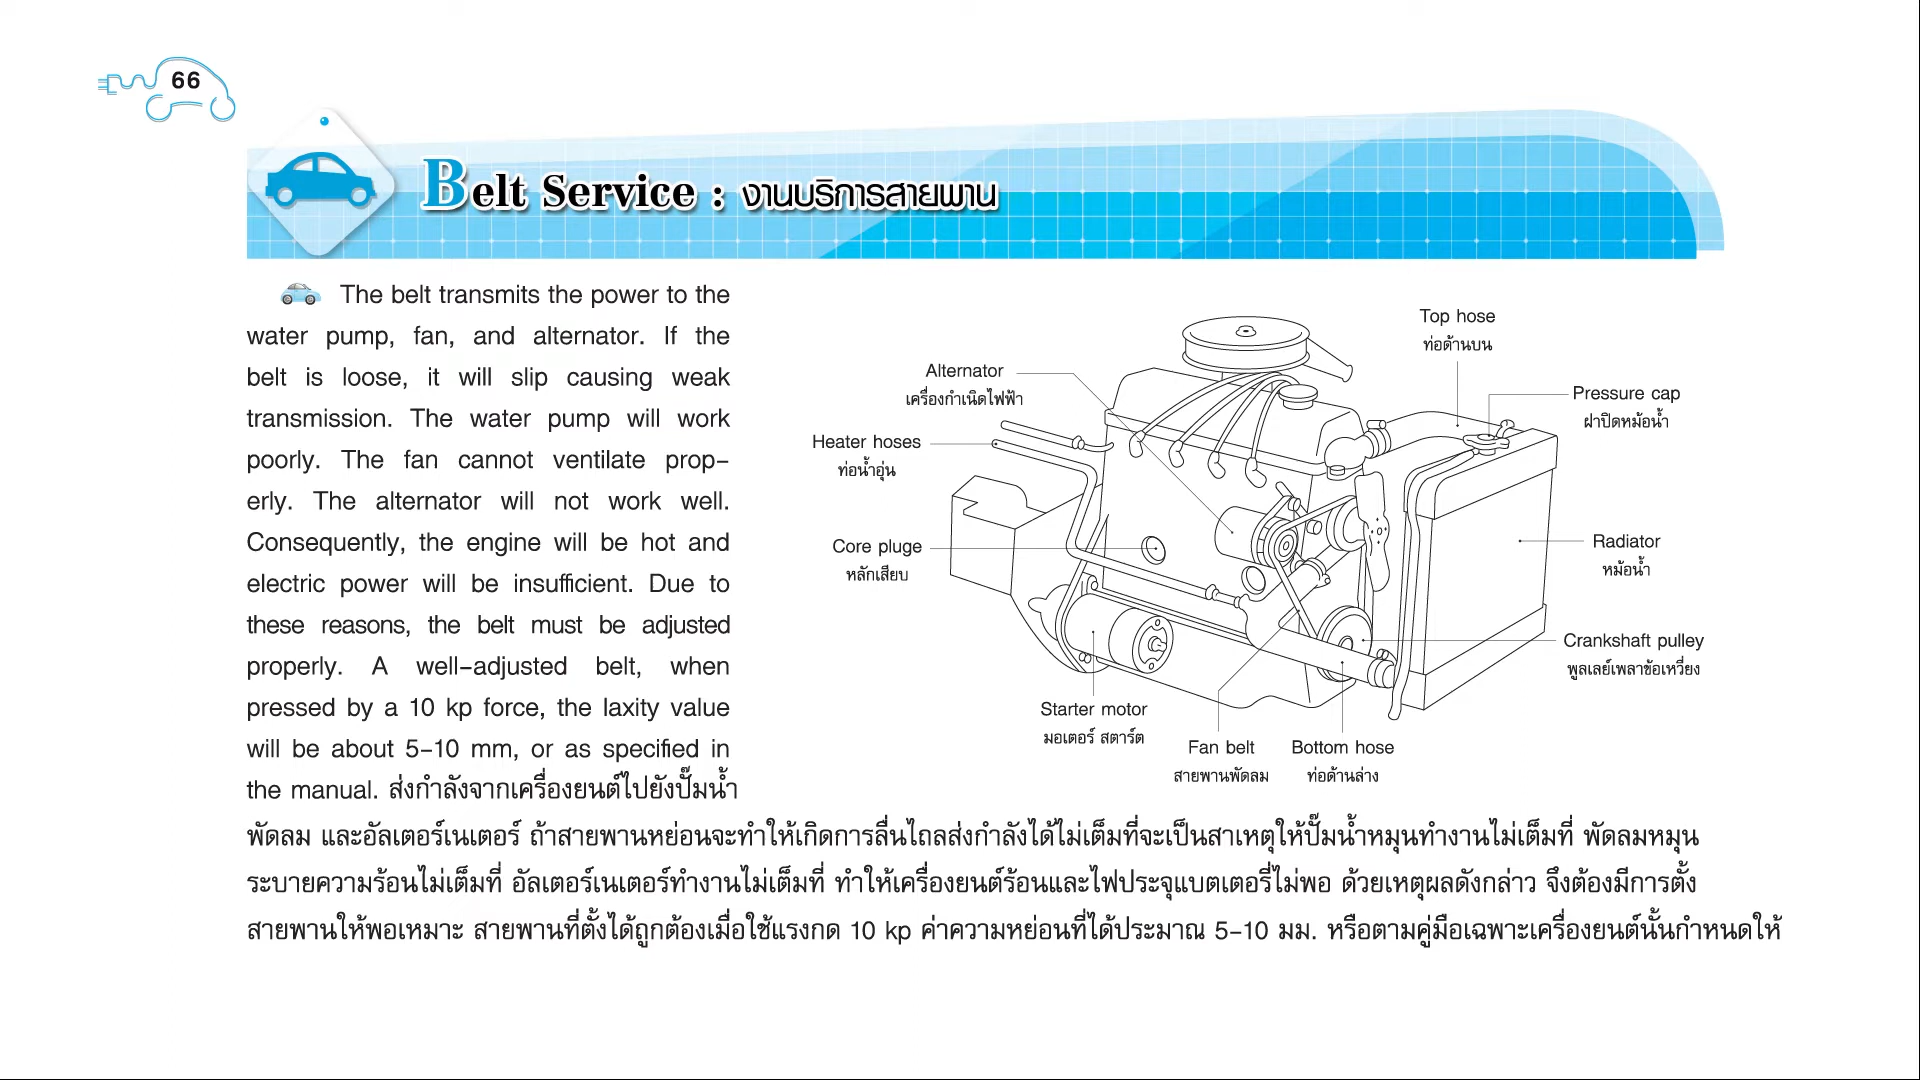 66
Belt Service : งานบริการสายพาน
The belt transmits the power to the
water pump, fan, and alternator. If the
belt is loose, it will slip causing weak
transmission. The water pump will work
poorly. The fan cannot ventilate prop-
erly. The alternator will not work well.
Consequently, the engine will be hot and
electric power will be insufficient. Due to
these reasons, the belt must be adjusted
properly. A well-adjusted belt, when
pressed by a 10 kp force, the laxity value
will be about 5-10 mm, or as specified in
the manual. ส่งกำลังจากเครื่องยนต์ไปยังปั๊มน้ำ
พัดลม และอัลเตอร์เนเตอร์ ถ้าสายพานหย่อนจะทำให้เกิดการลื่นไถลส่งกำลังได้ไม่เต็มที่จะเป็นสาเหตุให้ปั๊มน้ำหมุนทำงานไม่เต็มที่ พัดลมหมุน
ระบายความร้อนไม่เต็มที่ อัลเตอร์เนเตอร์ทำงานไม่เต็มที่ ทำให้เครื่องยนต์ร้อนและไฟประจุแบตเตอรี่ไม่พอ ด้วยเหตุผลดังกล่าว จึงต้องมีการตั้ง
สายพานให้พอเหมาะ สายพานที่ตั้งได้ถูกต้องเมื่อใช้แรงกด 10 kp ค่าความหย่อนที่ได้ประมาณ 5-10 มม. หรือตามคู่มือเฉพาะเครื่องยนต์นั้นกำหนดให้
Top hose
ท่อด้านบน
Alternator
เครื่องกำเนิดไฟฟ้า
Pressure cap
ฝาปิดหม้อน้ำ
Heater hoses
ท่อน้ำอุ่น
Core pluge
หลักเสียบ
Radiator
หม้อน้ำ
Crankshaft pulley
พูลเลย์เพลาข้อเหวี่ยง
Starter motor
มอเตอร์ สตาร์ต
Fan belt
สายพานพัดลม
Bottom hose
ท่อด้านล่าง